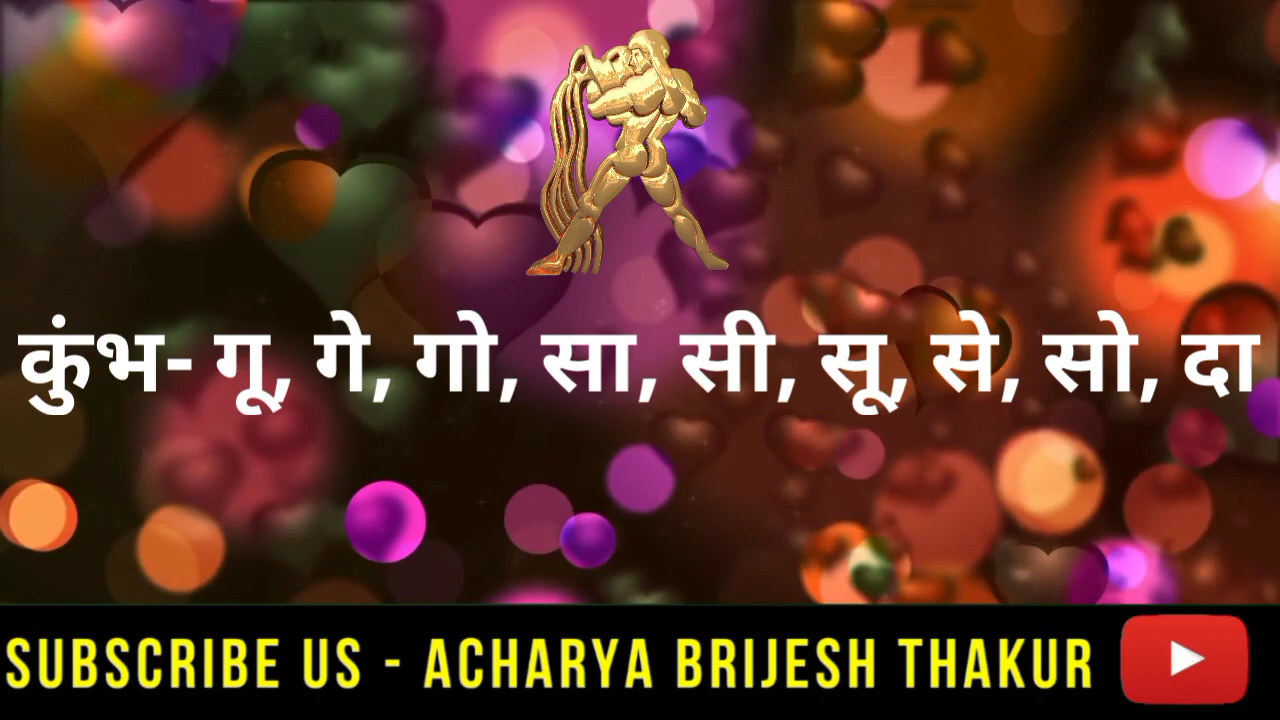 कुंभ- गू, गे, गो, सा, सी, सू, से, सो, दा
SUBSCRIBE US - ACHARYA BRIJESH THAKUR